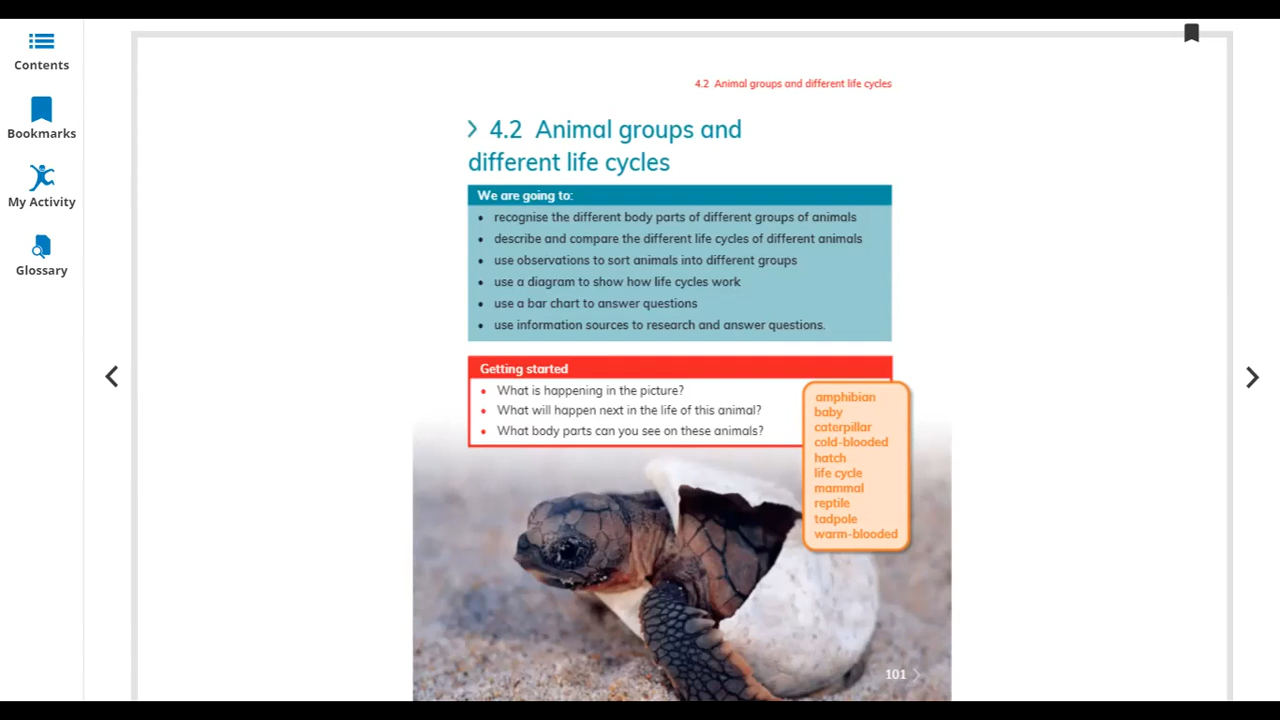 Contents
Bookmarks
My Activity
Glossary
4.2 Animal groups and different life cycles
4.2 Animal groups and
different life cycles
We are going to:
• recognise the different body parts of different groups of animals
• describe and compare the different life cycles of different animals
• use observations to sort animals into different groups
• use a diagram to show how life cycles work
• use a bar chart to answer questions
• use information sources to research and answer questions.
Getting started
• What is happening in the picture?
• What will happen next in the life of this animal?
• What body parts can you see on these animals?
amphibian
baby
caterpillar
cold-blooded
hatch
life cycle
mammal
reptile
tadpole
warm-blooded
101